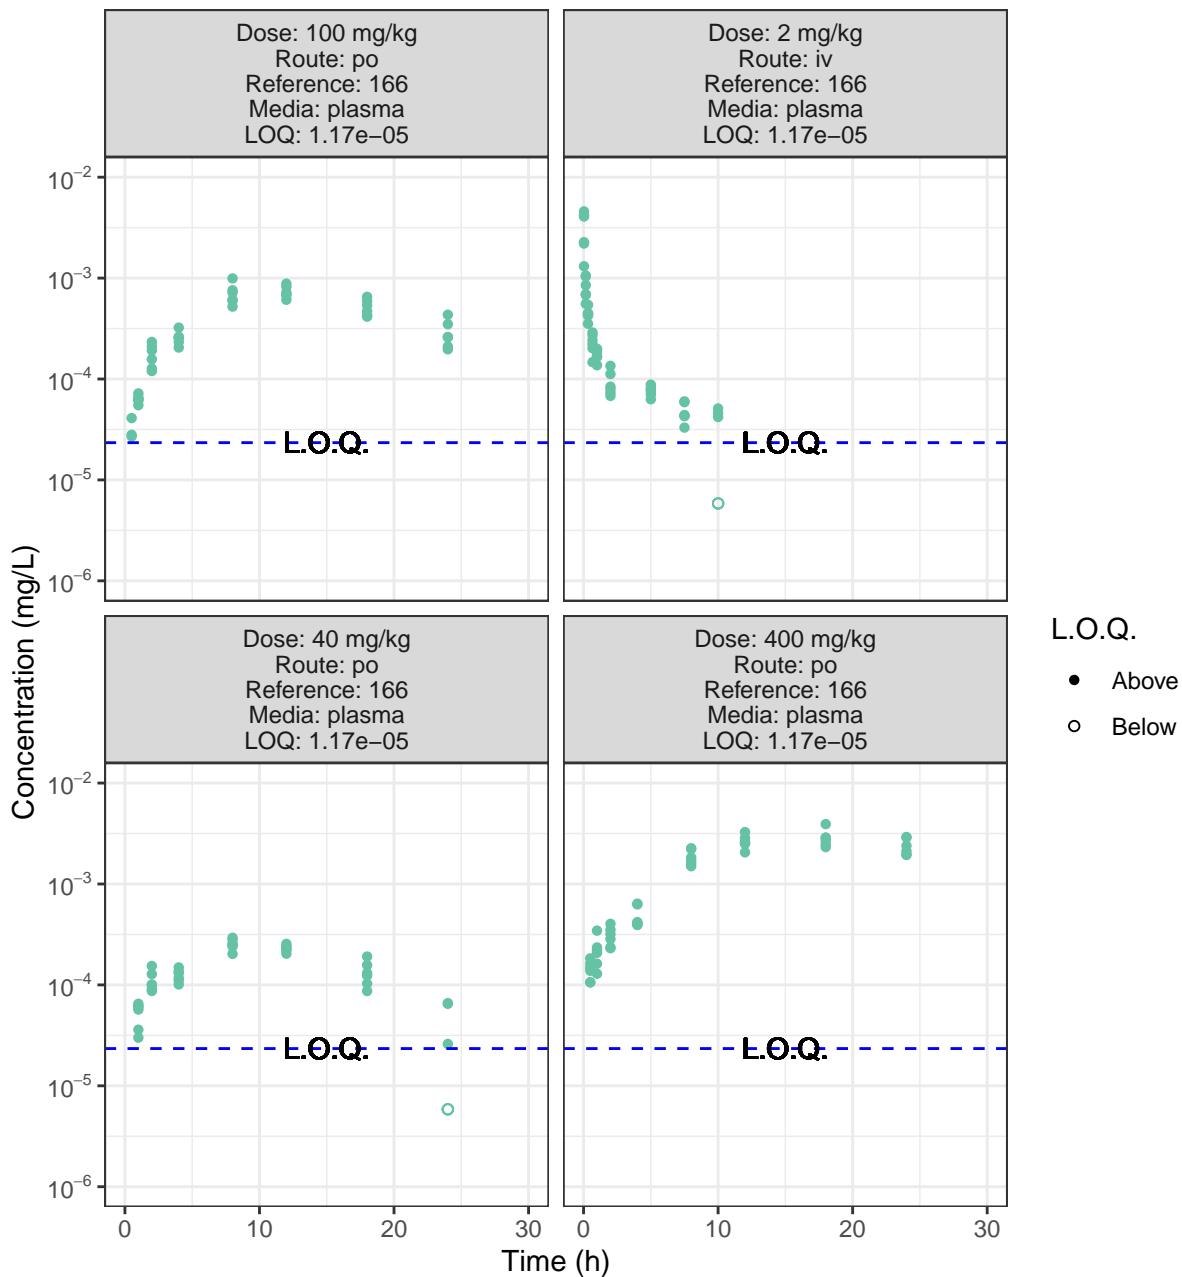 Dose: 100 mg/kg
Route: po
Reference: 166
Media: plasma
LOQ: 1.17e−05
Dose: 2 mg/kg
Route: iv
Reference: 166
Media: plasma
LOQ: 1.17e−05
10⁻²
10⁻³
10⁻⁴
10⁻⁵
10⁻⁶
L.O.Q.
L.O.Q.
Concentration (mg/L)
Dose: 40 mg/kg
Route: po
Reference: 166
Media: plasma
LOQ: 1.17e−05
Dose: 400 mg/kg
Route: po
Reference: 166
Media: plasma
LOQ: 1.17e−05
10⁻²
10⁻³
10⁻⁴
10⁻⁵
10⁻⁶
L.O.Q.
L.O.Q.
0 10 20 30
0 10 20 30
Time (h)
L.O.Q.
Above
Below